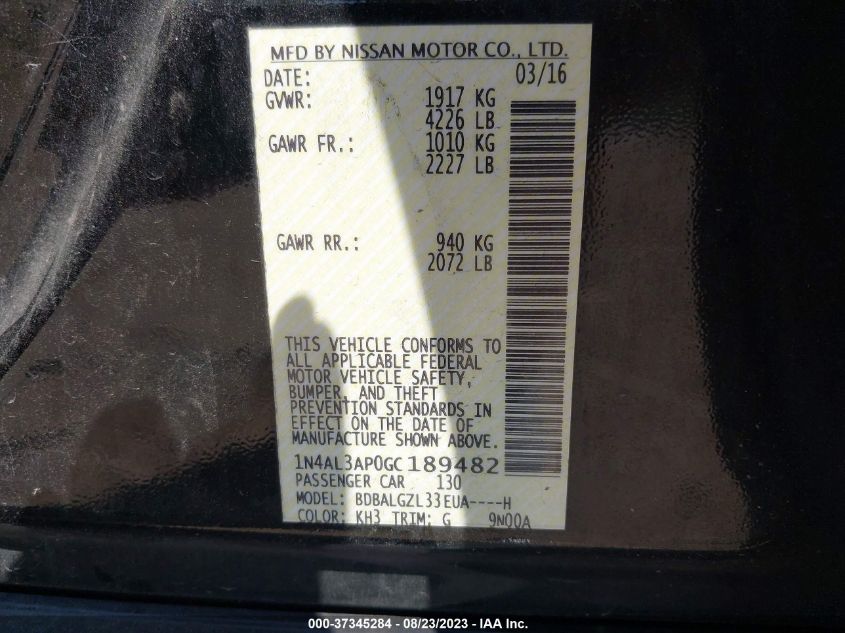 MFD BY NISSAN MOTOR CO., LTD.
DATE: 03/16
GVWR: 1917 KG
4226 LB
GAWR FR.: 1010 KG
2227 LB
GAWR RR.: 940 KG
2072 LB
THIS VEHICLE CONFORMS TO
ALL APPLICABLE FEDERAL
MOTOR VEHICLE SAFETY,
BUMPER, AND THEFT
PREVENTION STANDARDS IN
EFFECT ON THE DATE OF
MANUFACTURE SHOWN ABOVE.
1N4AL3AP0GC189482
PASSENGER CAR 130
MODEL: BDBALGZL33EUA----H
COLOR: KH3 TRIM: G 9N00A
000-37345284 - 08/23/2023 - IAA Inc.